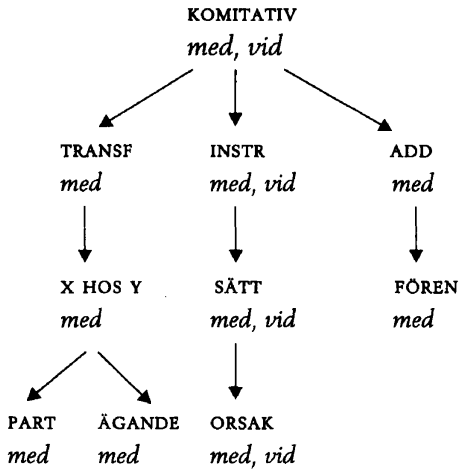 KOMITATIV
med, vid
TRANSF INSTR ADD
med med, vid med
X HOS Y SÄTT FÖREN
med med, vid med
PART ÄGANDE ORSAK
med med med, vid